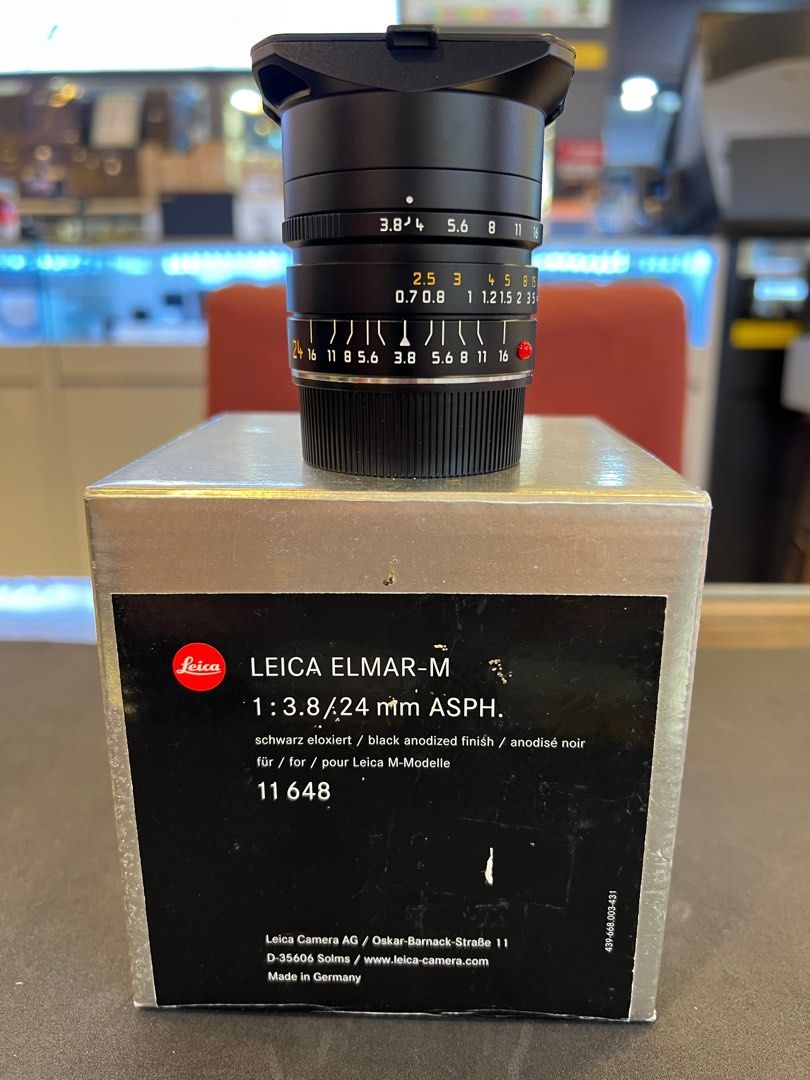 3.8 4 5.6 8 11 16
2.5 3 4 5 8 15
0.7 0.8 1 1.2 1.5 2 3 5
24 16 11 8 5.6 3.8 5.6 8 11 16
Leica
LEICA ELMAR-M
1:3.8/24 mm ASPH.
schwarz eloxiert / black anodized finish / anodisé noir
für / for / pour Leica M-Modelle
11 648
439-668.003-431
Leica Camera AG / Oskar-Barnack-Straße 11
D-35606 Solms / www.leica-camera.com
Made in Germany